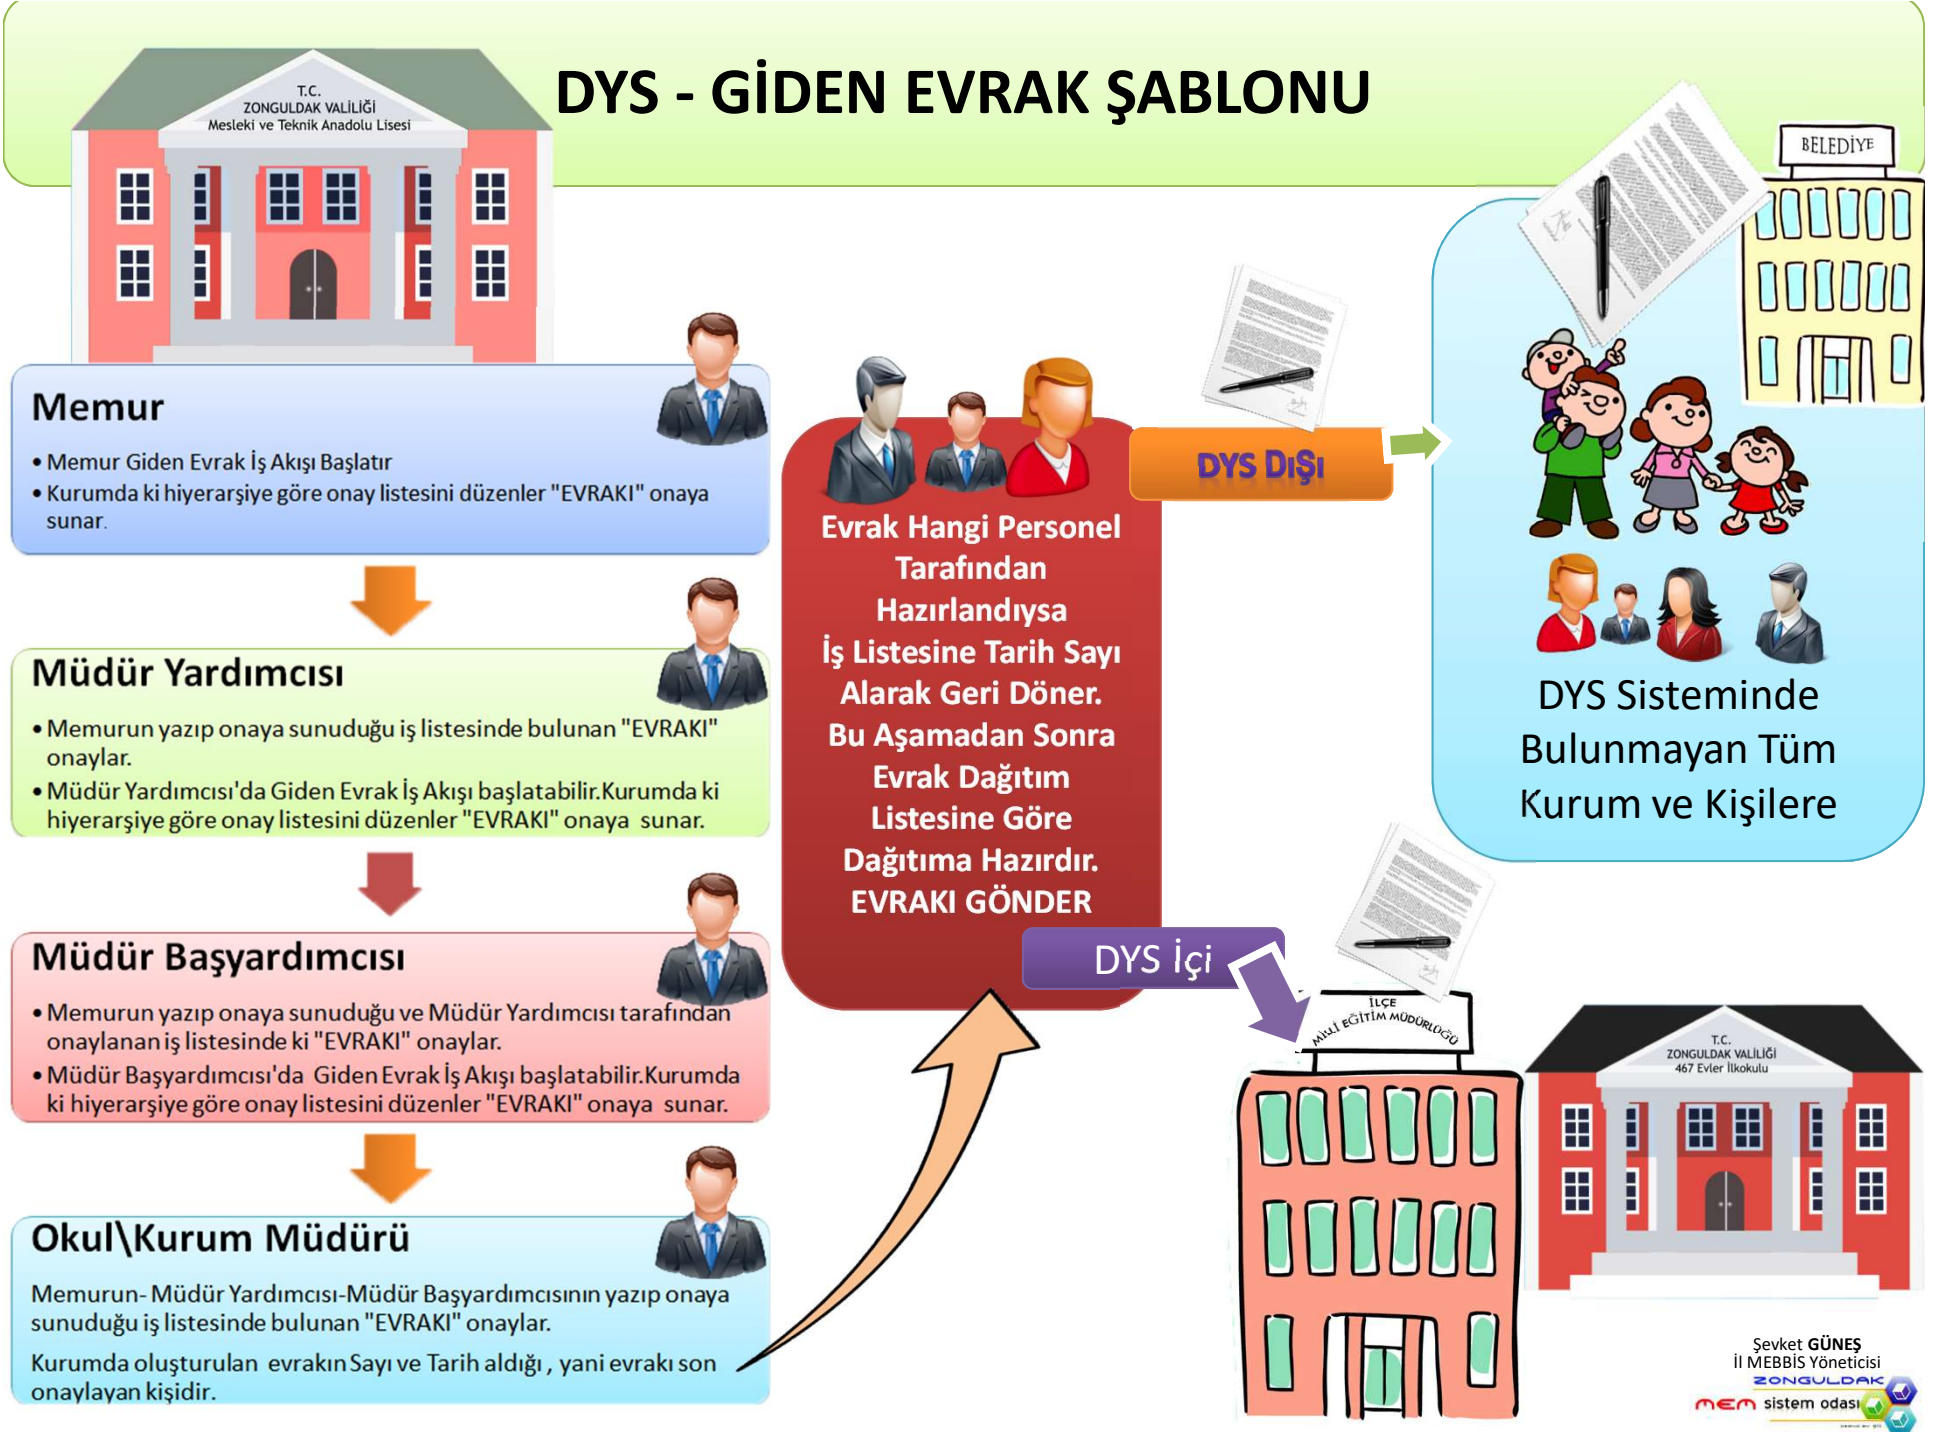 DYS - GİDEN EVRAK ŞABLONU
T.C.
ZONGULDAK VALİLİĞİ
Mesleki ve Teknik Anadolu Lisesi
Memur
• Memur Giden Evrak İş Akışı Başlatır
• Kurumda ki hiyerarşiye göre onay listesini düzenler "EVRAKI" onaya
sunar.
Müdür Yardımcısı
• Memurun yazıp onaya sunuduğu iş listesinde bulunan "EVRAKI"
onaylar.
• Müdür Yardımcısı'da Giden Evrak İş Akışı başlatabilir.Kurumda ki
hiyerarşiye göre onay listesini düzenler "EVRAKI" onaya sunar.
Müdür Başyardımcısı
• Memurun yazıp onaya sunuduğu ve Müdür Yardımcısı tarafından
onaylanan iş listesinde ki "EVRAKI" onaylar.
• Müdür Başyardımcısı'da Giden Evrak İş Akışı başlatabilir.Kurumda
ki hiyerarşiye göre onay listesini düzenler "EVRAKI" onaya sunar.
Okul\Kurum Müdürü
Memurun- Müdür Yardımcısı-Müdür Başyardımcısının yazıp onaya
sunuduğu iş listesinde bulunan "EVRAKI" onaylar.
Kurumda oluşturulan evrakın Sayı ve Tarih aldığı , yani evrakı son
onaylayan kişidir.
Evrak Hangi Personel
Tarafından
Hazırlandıysa
İş Listesine Tarih Sayı
Alarak Geri Döner.
Bu Aşamadan Sonra
Evrak Dağıtım
Listesine Göre
Dağıtıma Hazırdır.
EVRAKI GÖNDER
DYS DIŞI
DYS İçi
BELEDİYE
DYS Sisteminde
Bulunmayan Tüm
Kurum ve Kişilere
İLÇE
MİLLİ EĞİTİM MÜDÜRLÜĞÜ
T.C.
ZONGULDAK VALİLİĞİ
467 Evler İlkokulu
Şevket GÜNEŞ
İl MEBBİS Yöneticisi
ZONGULDAK
mem sistem odası